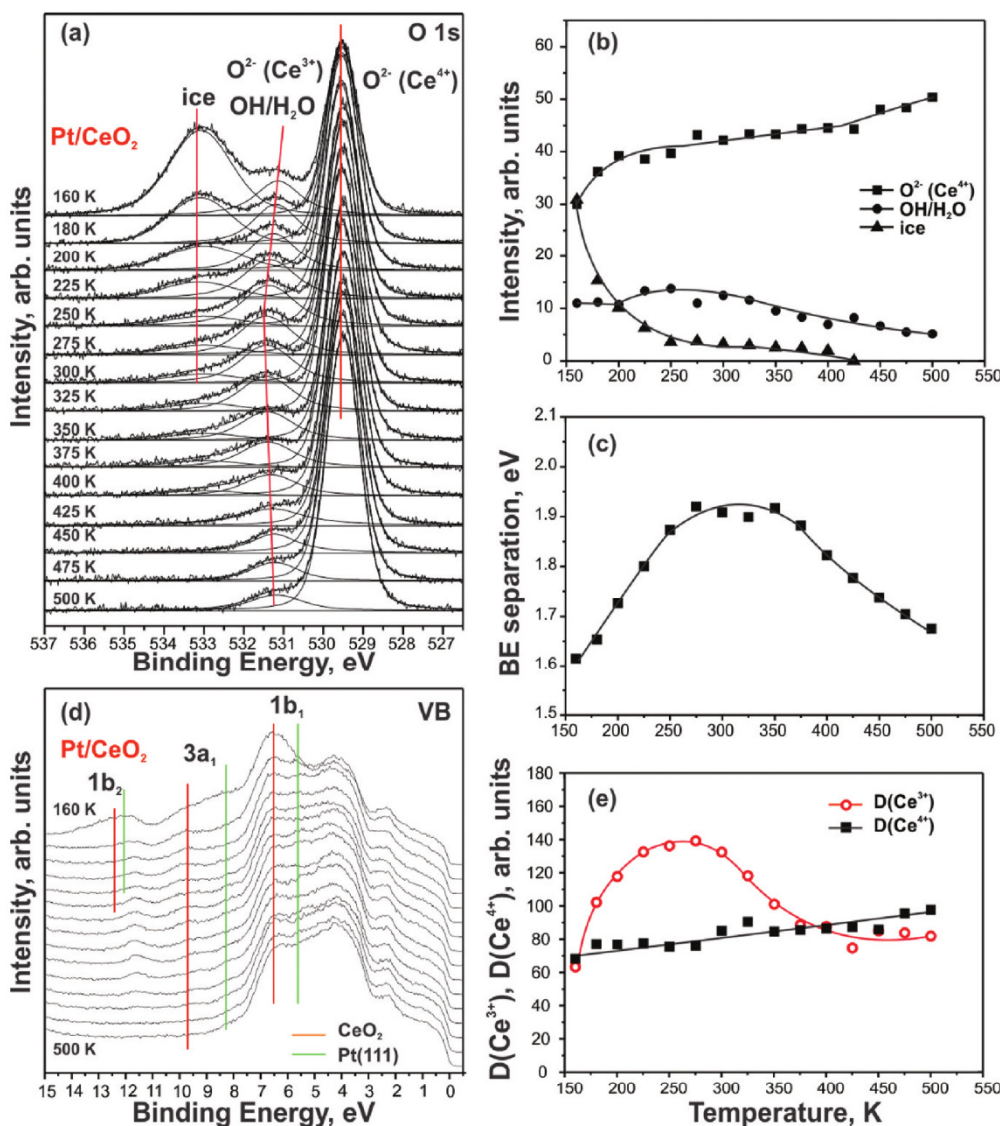 (a)
O 1s
O²⁻ (Ce³⁺)
OH/H₂O
O²⁻ (Ce⁴⁺)
ice
Pt/CeO₂
160 K
180 K
200 K
225 K
250 K
275 K
300 K
325 K
350 K
375 K
400 K
425 K
450 K
475 K
500 K
Intensity, arb. units
537 536 535 534 533 532 531 530 529 528 527
Binding Energy, eV
(b)
60
50
40
30
20
10
0
O²⁻ (Ce⁴⁺)
OH/H₂O
ice
Intensity, arb. units
150 200 250 300 350 400 450 500 550
(c)
2.1
2.0
1.9
1.8
1.7
1.6
1.5
BE separation, eV
150 200 250 300 350 400 450 500 550
(d)
VB
1b₁
Pt/CeO₂
3a₁
1b₂
160 K
500 K
CeO₂
Pt(111)
Intensity, arb. units
15 14 13 12 11 10 9 8 7 6 5 4 3 2 1 0
Binding Energy, eV
(e)
D(Ce³⁺)
D(Ce⁴⁺)
180
160
140
120
100
80
60
40
20
0
D(Ce³⁺), D(Ce⁴⁺), arb. units
150 200 250 300 350 400 450 500 550
Temperature, K